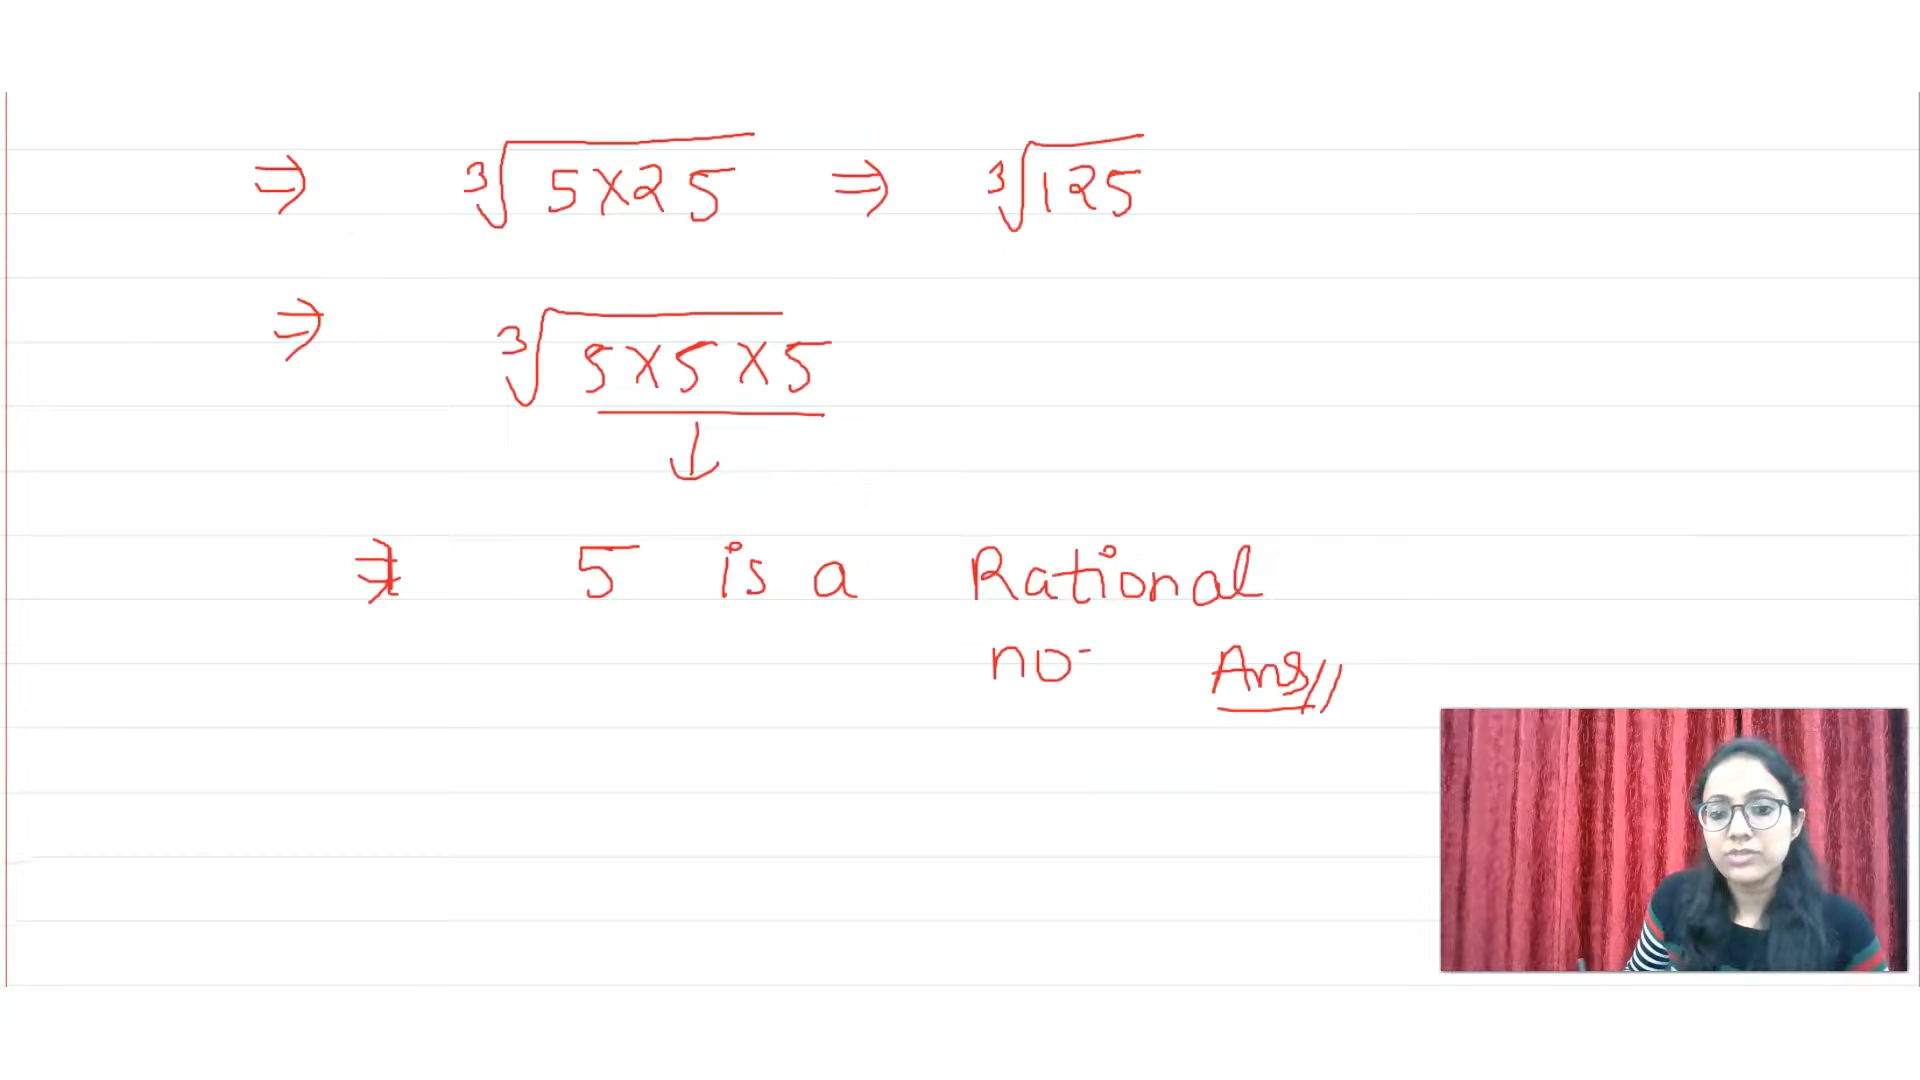 ⇒ ∛5×25 ⇒ ∛125
⇒ ∛5×5×5
↓
⇒ 5 is a Rational
no. Ans//